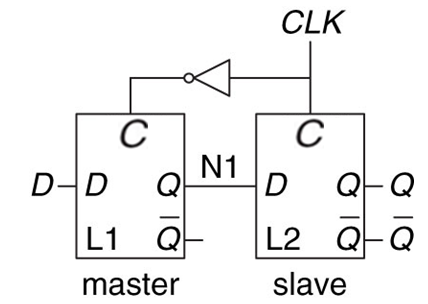 CLK
C C
D D Q N1 D Q Q
L1 Q̅ L2 Q̅ Q̅
master slave